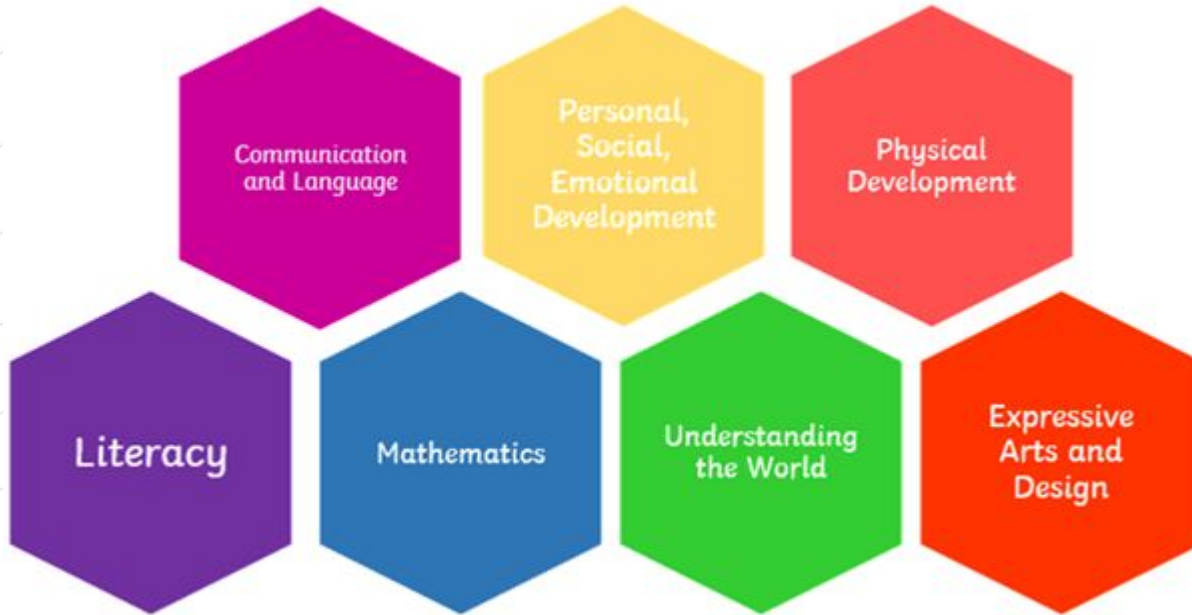 Communication
and Language
Personal,
Social,
Emotional
Development
Physical
Development
Literacy
Mathematics
Understanding
the World
Expressive
Arts and
Design